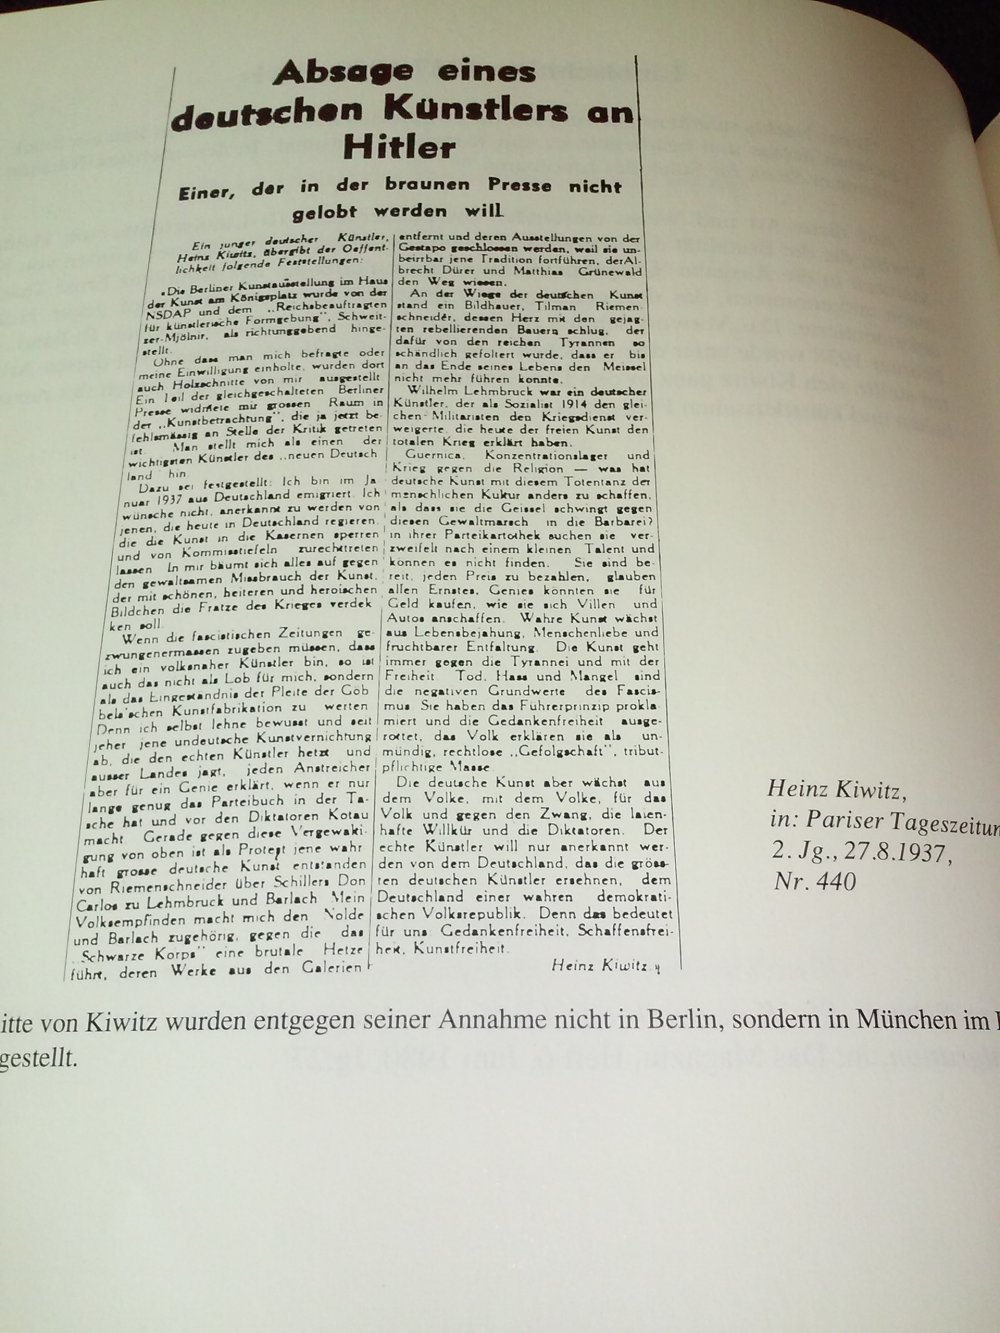 Absage eines
deutschen Künstlers an
Hitler
Einer, der in der braunen Presse nicht
gelobt werden will
Ein junger deutscher Künstler,
Heinz Kiwitz, übergibt der Oeffent-
lichkeit folgende Feststellungen:
„Die Berliner Kunstausstellung im Haus
der Kunst am Königsplatz wurde von der
NSDAP und dem „Reichsbeauftragten
für künstlerische Formgebung", Schweit-
zer-Mjölnir, als richtunggebend hinge-
stellt.
Ohne dass man mich befragte oder
meine Einwilligung einholte, wurden dort
auch Holzschnitte von mir ausgestellt
Ein Teil der gleichgeschalteten Berliner
Presse widmete mir grossen Raum in
der „Kunstbetrachtung", die ja jetzt be-
fehlsmässig an Stelle der Kritik getreten
ist. Man stellt mich als einen der
wichtigsten Künstler des „neuen Deutsch
land hin
Dazu sei festgestellt: Ich bin im Ja
nuar 1937 aus Deutschland emigriert. Ich
wünsche nicht, anerkannt zu werden von
jenen, die heute in Deutschland regieren,
die die Kunst in die Kasernen sperren
und von Kommisstiefeln zurechttreten
lassen In mir bäumt sich alles auf gegen
den gewaltsamen Missbrauch der Kunst,
der mit schönen, heiteren und heroischen
Bildchen die Fratze des Krieges verdek
ken soll.
Wenn die fascistischen Zeitungen ge-
zwungenermassen zugeben müssen, dass
ich ein volksnaher Künstler bin, so ist
auch das nicht als Lob für mich, sondern
als das Eingeständnis der Pleite der Göb
bels'schen Kunstfabrikation zu werten
Denn ich selbst lehne bewusst und seit
jeher jene undeutsche Kunstvernichtung
ab, die den echten Künstler hetzt und
ausser Landes jagt, jeden Anstreicher
aber für ein Genie erklärt, wenn er nur
lange genug das Parteibuch in der Ta-
sche hat und vor den Diktatoren Kotau
macht Gerade gegen diese Vergewalti-
gung von oben ist als Protest jene wahr
haft grosse deutsche Kunst entstanden
von Riemenschneider über Schillers Don
Carlos zu Lehmbruck und Barlach Mein
Volksempfinden macht mich den Nolde
und Barlach zugehörig, gegen die das
„Schwarze Korps" eine brutale Hetze
führt, deren Werke aus den Galerien
entfernt und deren Ausstellungen von der
Gestapo geschlossen werden, weil sie un-
beirrbar jene Tradition fortführen, der Al-
brecht Dürer und Matthias Grünewald
den Weg wiesen.
An der Wiege der deutschen Kunst
stand ein Bildhauer, Tilman Riemen-
schneider, dessen Herz mit den gejag-
ten rebellierenden Bauern schlug, der
dafür von den reichen Tyrannen so
schändlich gefoltert wurde, dass er bis
an das Ende seines Lebens den Meissel
nicht mehr führen konnte.
Wilhelm Lehmbruck war ein deutscher
Künstler, der als Sozialist 1914 den glei-
chen Militaristen den Kriegsdienst ver-
weigerte, die heute der freien Kunst den
totalen Krieg erklärt haben.
Guernica, Konzentrationslager und
Krieg gegen die Religion — was hat
deutsche Kunst mit diesem Totentanz der
menschlichen Kultur anders zu schaffen,
als dass sie die Geissel schwingt gegen
diesen Gewaltmarsch in die Barbarei?
in ihrer Parteikartothek suchen sie ver-
zweifelt nach einem kleinen Talent und
können es nicht finden. Sie sind be-
reit, jeden Preis zu bezahlen, glauben
allen Ernstes, Genies könnten sie für
Geld kaufen, wie sie sich Villen und
Autos anschaffen. Wahre Kunst wächst
aus Lebensbejahung, Menschenliebe und
fruchtbarer Entfaltung. Die Kunst geht
immer gegen die Tyrannei und mit der
Freiheit Tod, Hass und Mangel sind
die negativen Grundwerte des Fascis-
mus Sie haben das Führerprinzip prokla
miert und die Gedankenfreiheit ausge-
rottet, das Volk erklären sie als un-
mündig, rechtlose „Gefolgschaft", tribut-
pflichtige Masse
Die deutsche Kunst aber wächst aus
dem Volke, mit dem Volke, für das
Volk und gegen den Zwang, die laien-
hafte Willkür und die Diktatoren. Der
echte Künstler will nur anerkannt wer-
den von dem Deutschland, das die gröss-
ten deutschen Künstler ersehnen, dem
Deutschland einer wahren demokrati-
schen Volksrepublik. Denn das bedeutet
für uns Gedankenfreiheit, Schaffensfrei-
heit, Kunstfreiheit.
Heinz Kiwitz
Heinz Kiwitz,
in: Pariser Tageszeitung
2. Jg., 27.8.1937,
Nr. 440
itte von Kiwitz wurden entgegen seiner Annahme nicht in Berlin, sondern in München im
gestellt.